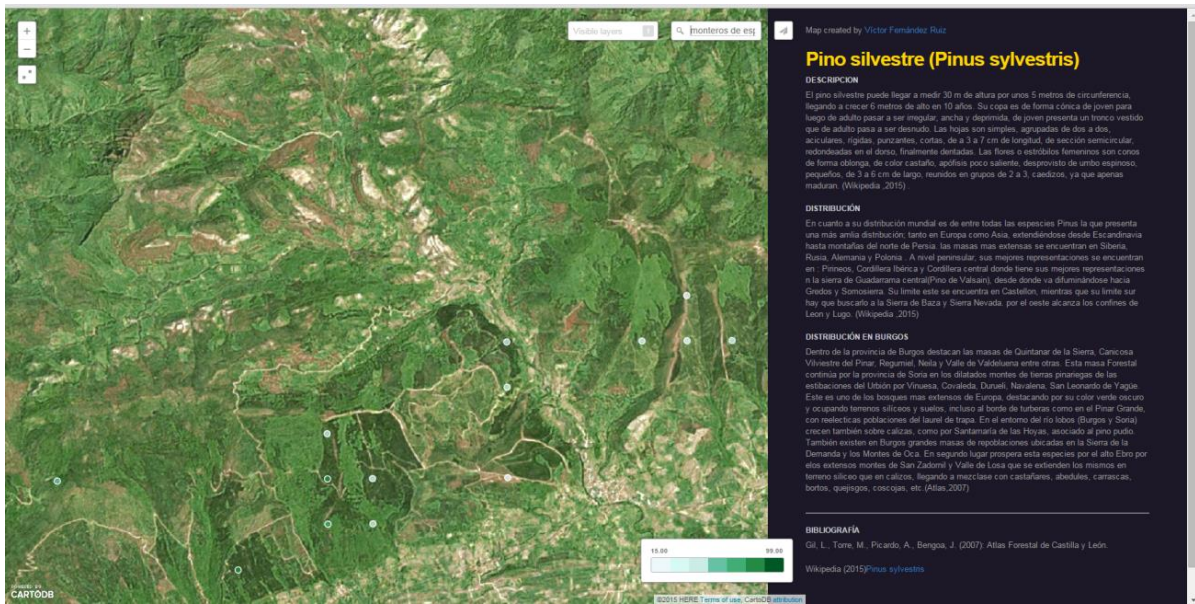 +
−
Visible layers
monteros de esp
Map created by Víctor Fernández Ruiz
Pino silvestre (Pinus sylvestris)
DESCRIPCION
El pino silvestre puede llegar a medir 30 m de altura por unos 5 metros de circunferencia,
llegando a crecer 6 metros de alto en 10 años. Su copa es de forma cónica de joven para
luego de adulto pasar a ser irregular, ancha y deprimida, de joven presenta un tronco vestido
que de adulto pasa a ser desnudo. Las hojas son simples, agrupadas de dos a dos,
aciculares, rígidas, punzantes, cortas, de a 3 a 7 cm de longitud, de sección semicircular,
redondeadas en el dorso, finalmente dentadas. Las flores o estróbilos femeninos son conos
de forma oblonga, de color castaño, apófisis poco saliente, desprovisto de umbo espinoso,
pequeños, de 3 a 6 cm de largo, reunidos en grupos de 2 a 3, caedizos, ya que apenas
maduran. (Wikipedia ,2015)
DISTRIBUCIÓN
En cuanto a su distribución mundial es de entre todas las especies Pinus la que presenta
una más amlia distribución; tanto en Europa como Asia, extendiéndose desde Escandinavia
hasta montañas del norte de Persia. las masas mas extensas se encuentran en Siberia,
Rusia, Alemania y Polonia . A nivel peninsular, sus mejores representaciones se encuentran
en : Pirineos, Cordillera Ibérica y Cordillera central donde tiene sus mejores representaciones
n la sierra de Guadarrama central(Pino de Valsain), desde donde va difuminándose hacia
Gredos y Somosierra. Su limite este se encuentra en Castellon, mientras que su limite sur
hay que buscarlo a la Sierra de Baza y Sierra Nevada. por el oeste alcanza los confines de
Leon y Lugo. (Wikipedia ,2015)
DISTRIBUCIÓN EN BURGOS
Dentro de la provincia de Burgos destacan las masas de Quintanar de la Sierra, Canicosa
Vilviestre del Pinar, Regumiel, Neila y Valle de Valdeluena entre otras. Esta masa Forestal
continúa por la provincia de Soria en los dilatados montes de tierras pinariegas de las
estibaciones del Urbión por Vinuesa, Covaleda, Durueli, Navalena, San Leonardo de Yagüe.
Este es uno de los bosques mas extensos de Europa, destacando por su color verde oscuro
y ocupando terrenos silíceos y suelos, incluso al borde de turberas como en el Pinar Grande,
con reelecticas poblaciones del laurel de trapa. En el entorno del río lobos (Burgos y Soria)
crecen también sobre calizas, como por Santamaría de las Hoyas, asociado al pino pudio.
También existen en Burgos grandes masas de repoblaciones ubicadas en la Sierra de la
Demanda y los Montes de Oca. En segundo lugar prospera esta especies por el alto Ebro por
elos extensos montes de San Zadornil y Valle de Losa que se extienden los mismos en
terreno siliceo que en calizos, llegando a mezclase con castañares, abedules, carrascas,
bortos, quejigos, coscojas, etc.(Atlas,2007)
BIBLIOGRAFÍA
Gil, L., Torre, M., Picardo, A., Bengoa, J. (2007): Atlas Forestal de Castilla y León.
Wikipedia (2015)Pinus sylvestris
15.00 99.00
CARTODB
©2015 HERE Terms of use, CartoDB attribution